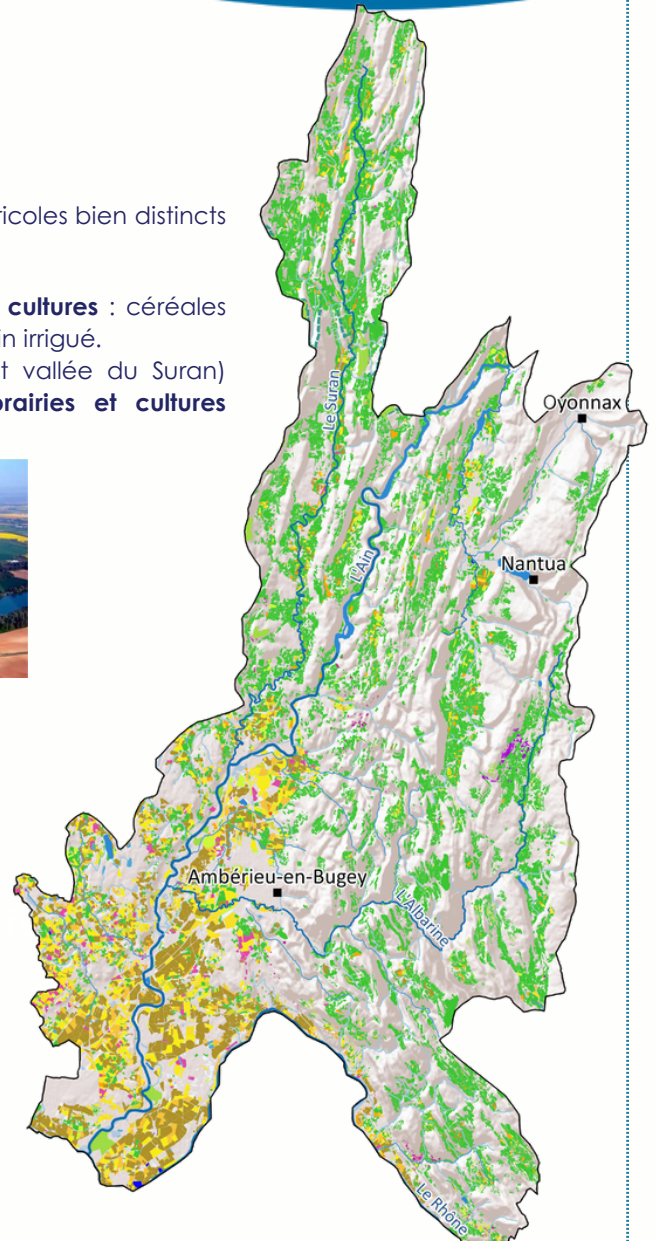 ricoles bien distincts
cultures : céréales
in irrigué.
t vallée du Suran)
prairies et cultures
Le Suran
Oyonnax
L'Ain
Nantua
Ambérieu-en-Bugey
L'Albarine
Le Rhône